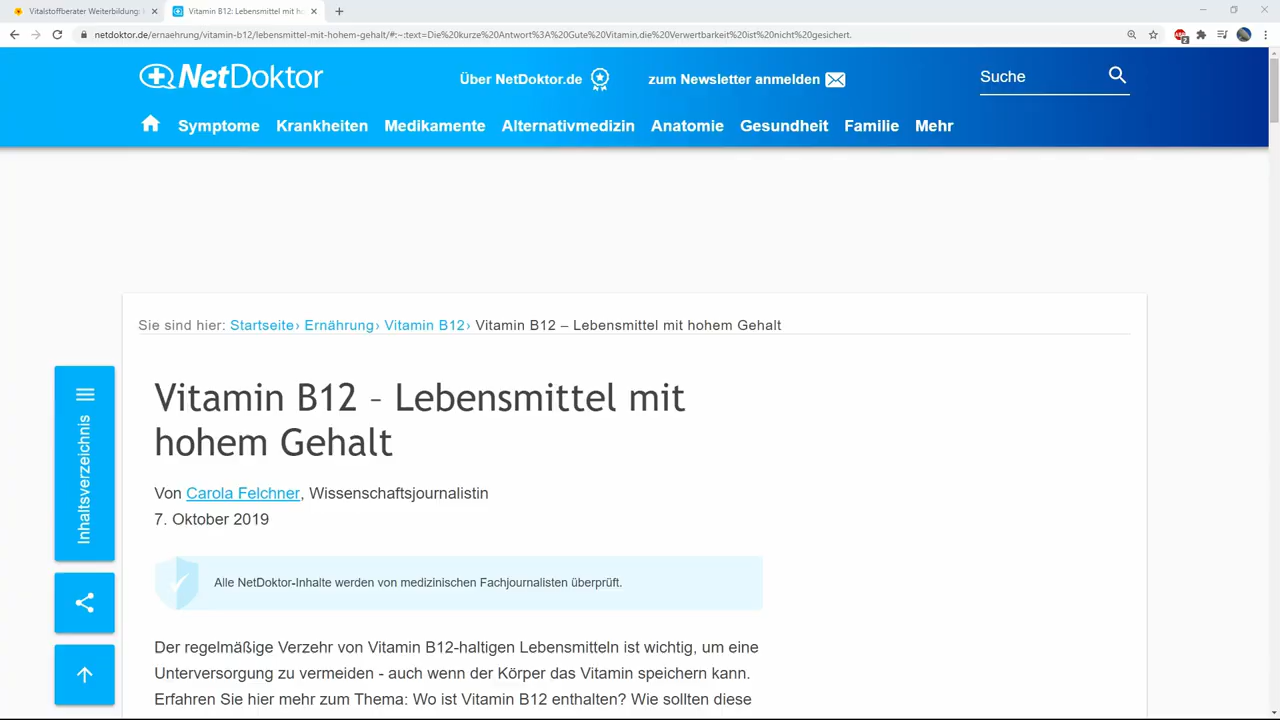 Vitalstoffberater Weiterbildung: I
Vitamin B12: Lebensmittel mit ho
netdoktor.de/ernaehrung/vitamin-b12/lebensmittel-mit-hohem-gehalt/#:~:text=Die%20kurze%20Antwort%3A%20Gute%20Vitamin,die%20Verwertbarkeit%20ist%20nicht%20gesichert.
NetDoktor
Über NetDoktor.de
zum Newsletter anmelden
Suche
Symptome Krankheiten Medikamente Alternativmedizin Anatomie Gesundheit Familie Mehr
Sie sind hier: Startseite› Ernährung› Vitamin B12› Vitamin B12 – Lebensmittel mit hohem Gehalt
Inhaltsverzeichnis
Vitamin B12 – Lebensmittel mit
hohem Gehalt
Von Carola Felchner, Wissenschaftsjournalistin
7. Oktober 2019
Alle NetDoktor-Inhalte werden von medizinischen Fachjournalisten überprüft.
Der regelmäßige Verzehr von Vitamin B12-haltigen Lebensmitteln ist wichtig, um eine
Unterversorgung zu vermeiden - auch wenn der Körper das Vitamin speichern kann.
Erfahren Sie hier mehr zum Thema: Wo ist Vitamin B12 enthalten? Wie sollten diese